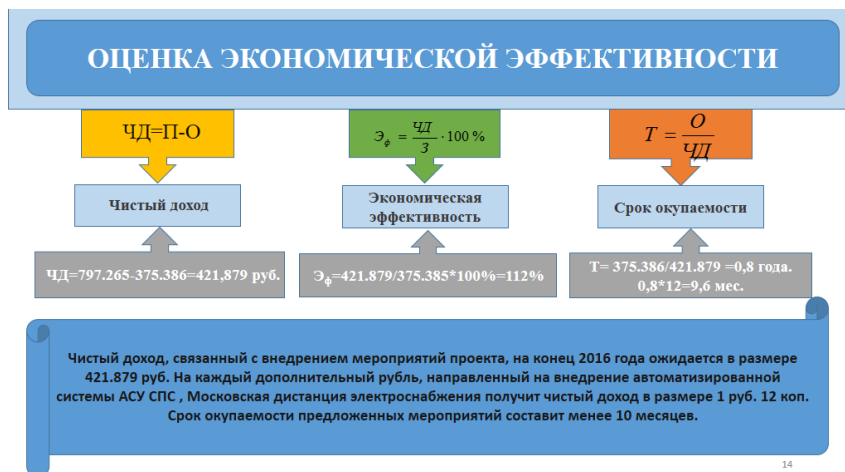 ОЦЕНКА ЭКОНОМИЧЕСКОЙ ЭФФЕКТИВНОСТИ
ЧД=П-О
Э_ф = ЧД/З · 100 %
T = О/ЧД
Чистый доход
Экономическая
эффективность
Срок окупаемости
ЧД=797.265-375.386=421,879 руб.
Э_ф=421.879/375.385*100%=112%
Т= 375.386/421.879 =0,8 года.
0,8*12=9,6 мес.
Чистый доход, связанный с внедрением мероприятий проекта, на конец 2016 года ожидается в размере
421.879 руб. На каждый дополнительный рубль, направленный на внедрение автоматизированной
системы АСУ СПС , Московская дистанция электроснабжения получит чистый доход в размере 1 руб. 12 коп.
Срок окупаемости предложенных мероприятий составит менее 10 месяцев.
14